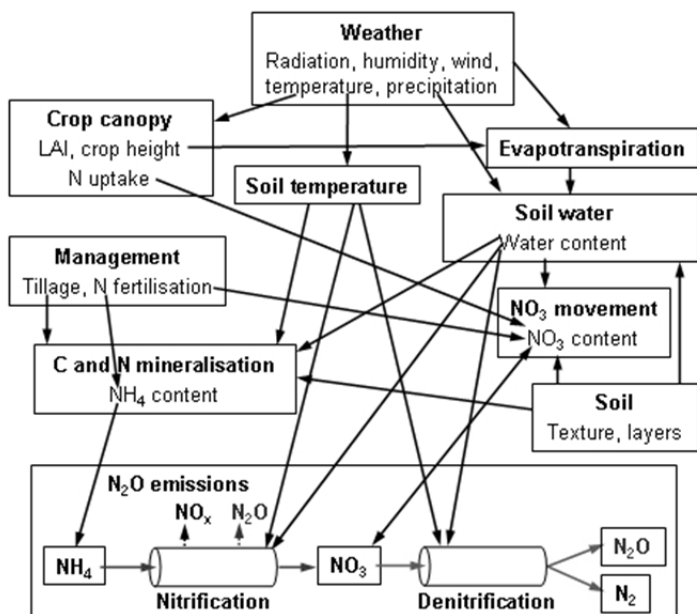 Weather
Radiation, humidity, wind,
temperature, precipitation
Crop canopy
LAI, crop height
N uptake
Evapotranspiration
Soil temperature
Soil water
Water content
Management
Tillage, N fertilisation
NO₃ movement
NO₃ content
C and N mineralisation
NH₄ content
Soil
Texture, layers
N₂O emissions
NOₓ
N₂O
NH₄
NO₃
N₂O
N₂
Nitrification
Denitrification